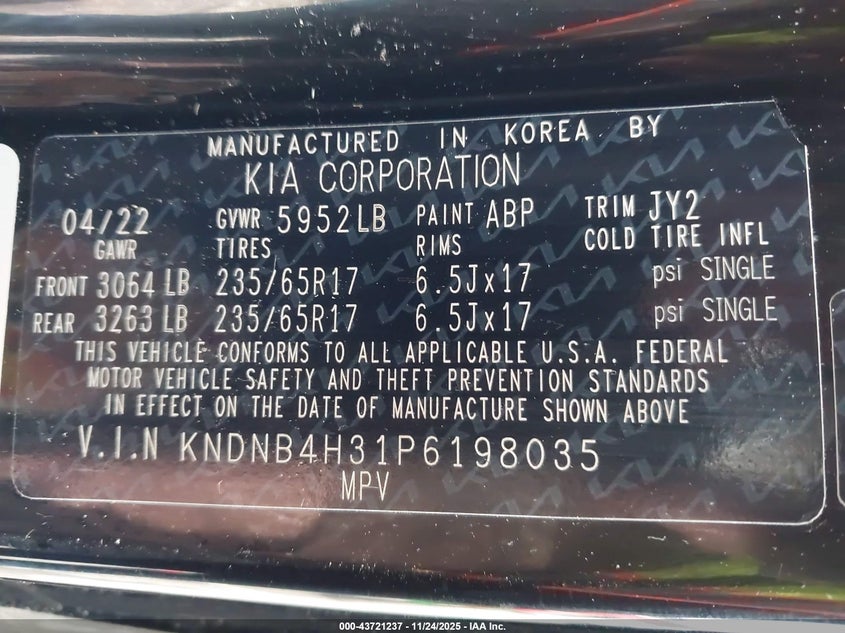 MANUFACTURED IN KOREA BY
KIA CORPORATION
04/22 GVWR 5952LB PAINT ABP TRIM JY2
GAWR TIRES RIMS COLD TIRE INFL
FRONT 3064 LB 235/65R17 6.5Jx17 psi SINGLE
REAR 3263 LB 235/65R17 6.5Jx17 psi SINGLE
THIS VEHICLE CONFORMS TO ALL APPLICABLE U.S.A. FEDERAL
MOTOR VEHICLE SAFETY AND THEFT PREVENTION STANDARDS
IN EFFECT ON THE DATE OF MANUFACTURE SHOWN ABOVE
V.I.N KNDNB4H31P6198035
MPV
000-43721237 - 11/24/2025 - IAA Inc.